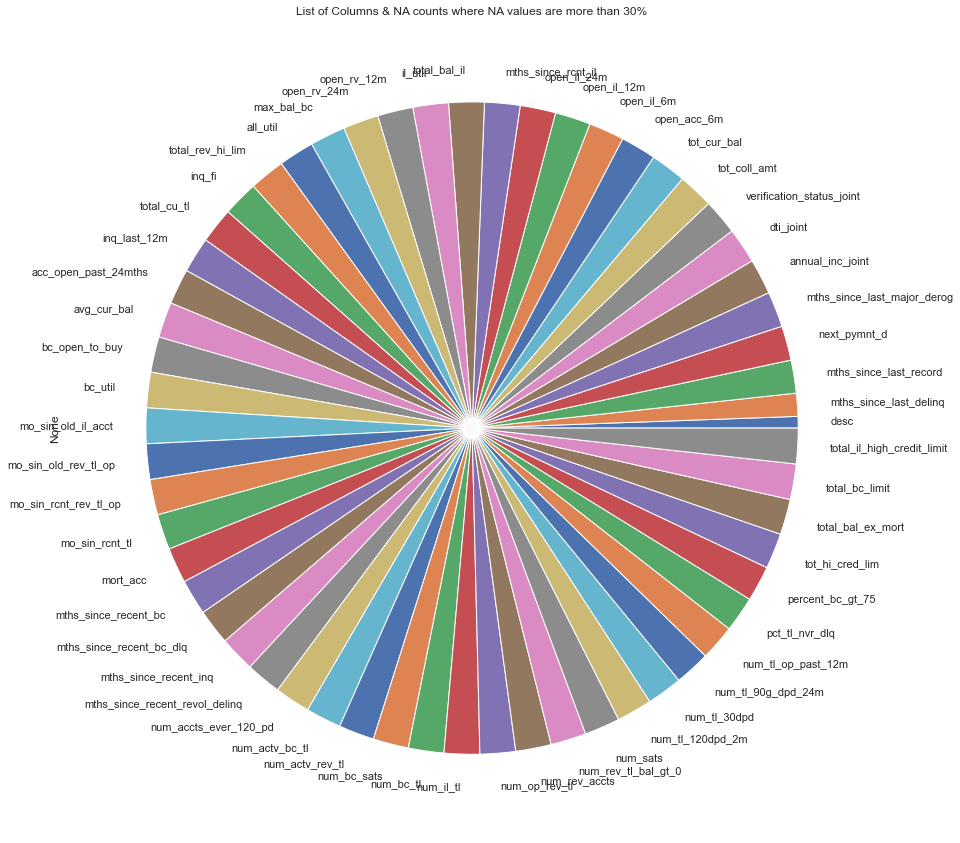 List of Columns & NA counts where NA values are more than 30%
total_bal_il
il_util
mths_since_rcnt_il
open_il_24m
open_rv_12m
open_il_12m
open_rv_24m
open_il_6m
max_bal_bc
open_acc_6m
all_util
tot_cur_bal
total_rev_hi_lim
tot_coll_amt
inq_fi
verification_status_joint
total_cu_tl
dti_joint
inq_last_12m
annual_inc_joint
acc_open_past_24mths
mths_since_last_major_derog
avg_cur_bal
next_pymnt_d
bc_open_to_buy
mths_since_last_record
bc_util
mths_since_last_delinq
desc
mo_sin_old_il_acct
None
total_il_high_credit_limit
mo_sin_old_rev_tl_op
total_bc_limit
mo_sin_rcnt_rev_tl_op
total_bal_ex_mort
mo_sin_rcnt_tl
tot_hi_cred_lim
mort_acc
percent_bc_gt_75
mths_since_recent_bc
pct_tl_nvr_dlq
mths_since_recent_bc_dlq
num_tl_op_past_12m
mths_since_recent_inq
num_tl_90g_dpd_24m
mths_since_recent_revol_delinq
num_tl_30dpd
num_accts_ever_120_pd
num_tl_120dpd_2m
num_actv_bc_tl
num_sats
num_actv_rev_tl
num_rev_tl_bal_gt_0
num_bc_sats
num_rev_accts
num_bc_tl
num_il_tl
num_op_rev_tl